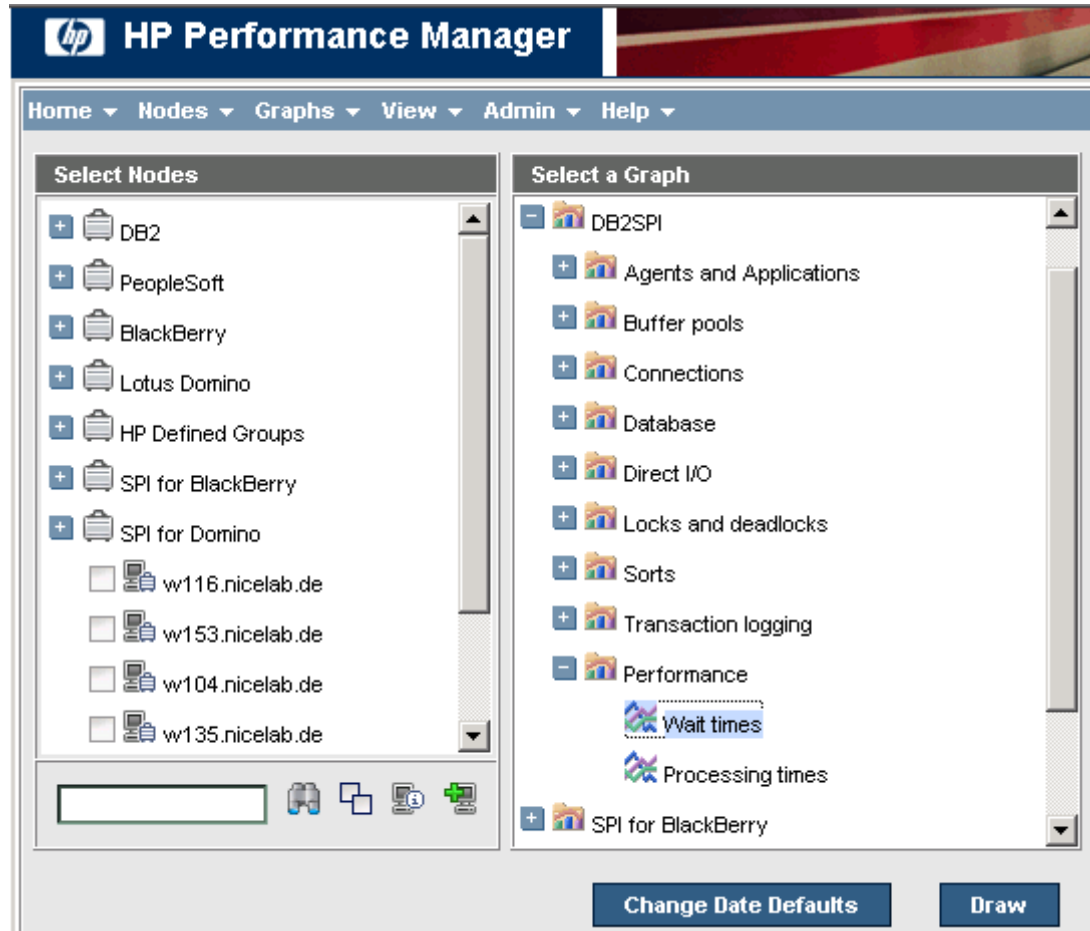 hp HP Performance Manager
Home Nodes Graphs View Admin Help
Select Nodes
DB2
PeopleSoft
BlackBerry
Lotus Domino
HP Defined Groups
SPI for BlackBerry
SPI for Domino
w116.nicelab.de
w153.nicelab.de
w104.nicelab.de
w135.nicelab.de
Select a Graph
DB2SPI
Agents and Applications
Buffer pools
Connections
Database
Direct I/O
Locks and deadlocks
Sorts
Transaction logging
Performance
Wait times
Processing times
SPI for BlackBerry
Change Date Defaults Draw